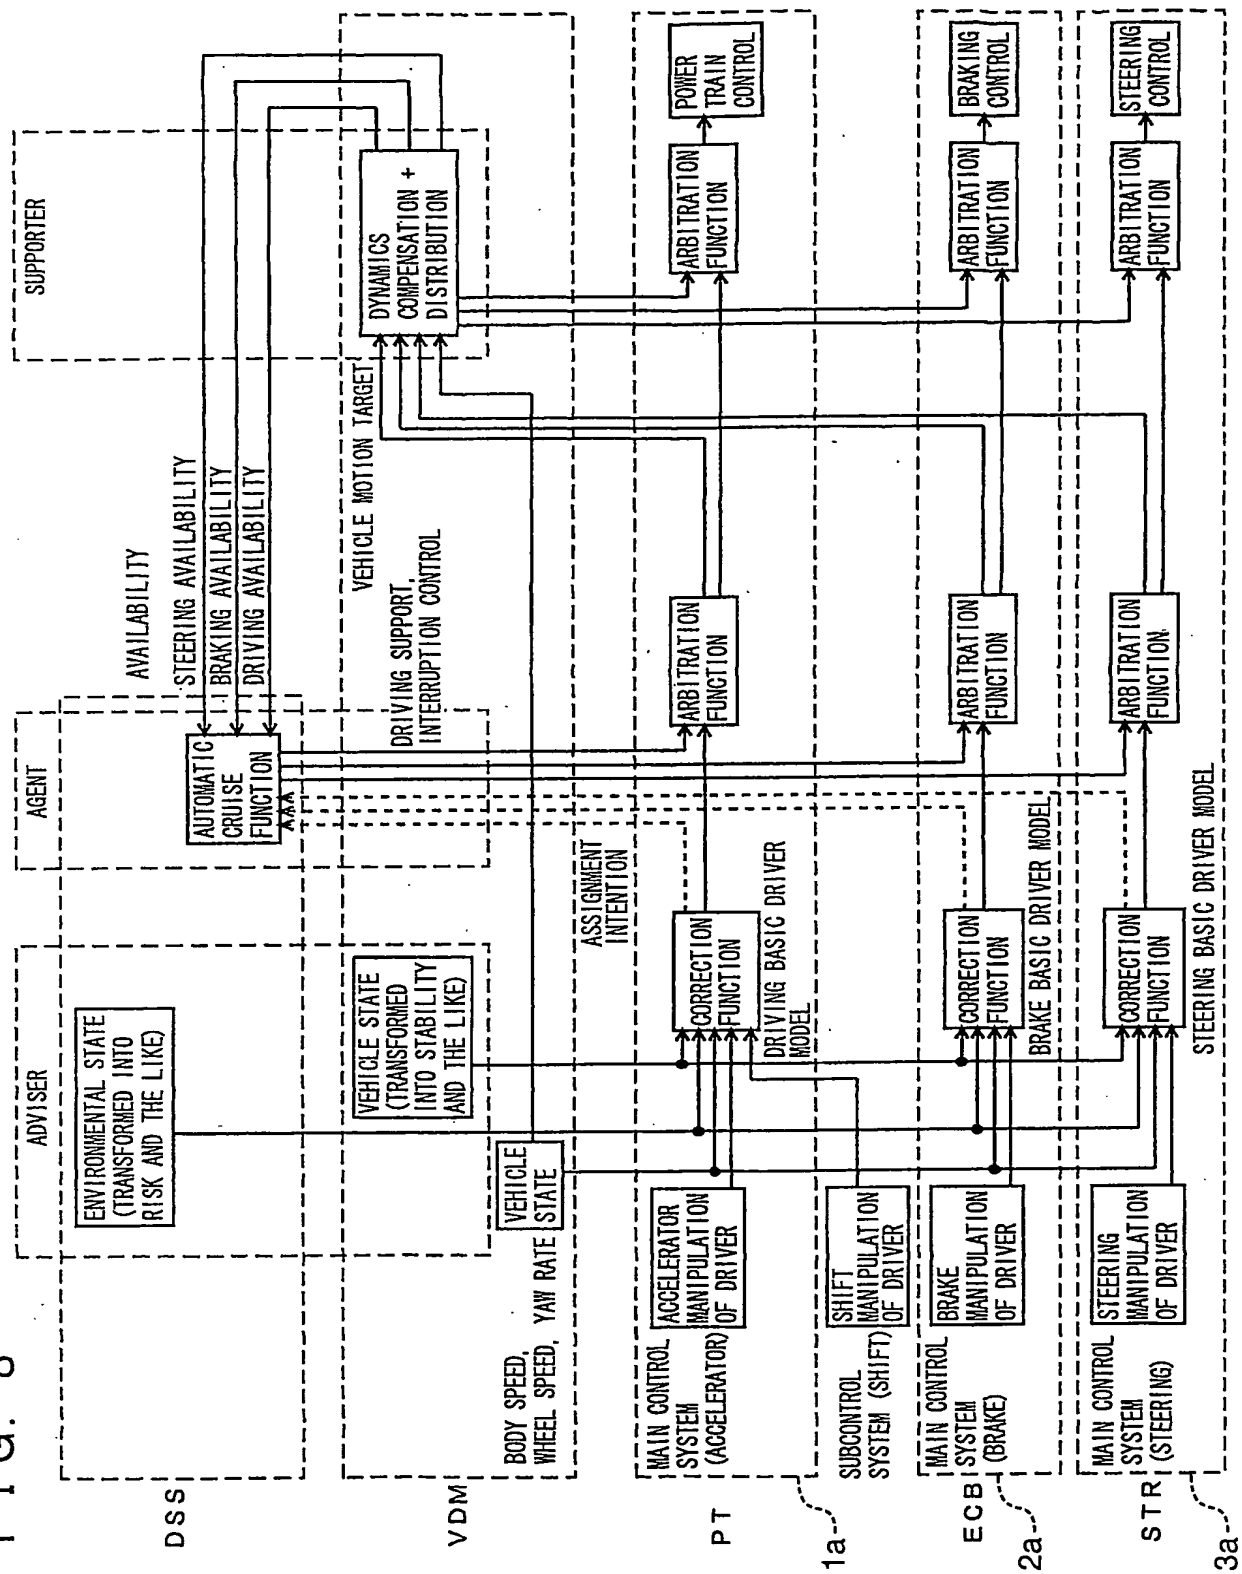 FIG. 8
ADVISER
AGENT
SUPPORTER
DSS
ENVIRONMENTAL STATE
(TRANSFORMED INTO
RISK AND THE LIKE)
AUTOMATIC
CRUISE
FUNCTION
AVAILABILITY
STEERING AVAILABILITY
BRAKING AVAILABILITY
DRIVING AVAILABILITY
VDM
VEHICLE STATE
(TRANSFORMED
INTO STABILITY
AND THE LIKE)
DRIVING SUPPORT,
INTERRUPTION CONTROL
VEHICLE MOTION TARGET
DYNAMICS
COMPENSATION +
DISTRIBUTION
BODY SPEED,
WHEEL SPEED, YAW RATE
VEHICLE
STATE
ASSIGNMENT
INTENTION
PT
MAIN CONTROL
SYSTEM
(ACCELERATOR)
ACCELERATOR
MANIPULATION
OF DRIVER
CORRECTION
FUNCTION
DRIVING BASIC DRIVER
MODEL
ARBITRATION
FUNCTION
ARBITRATION
FUNCTION
POWER
TRAIN
CONTROL
1a
SUBCONTROL
SYSTEM (SHIFT)
SHIFT
MANIPULATION
OF DRIVER
ECB
MAIN CONTROL
SYSTEM
(BRAKE)
BRAKE
MANIPULATION
OF DRIVER
CORRECTION
FUNCTION
BRAKE BASIC DRIVER MODEL
ARBITRATION
FUNCTION
ARBITRATION
FUNCTION
BRAKING
CONTROL
2a
STR
MAIN CONTROL
SYSTEM
(STEERING)
STEERING
MANIPULATION
OF DRIVER
CORRECTION
FUNCTION
STEERING BASIC DRIVER MODEL
ARBITRATION
FUNCTION
ARBITRATION
FUNCTION
STEERING
CONTROL
3a